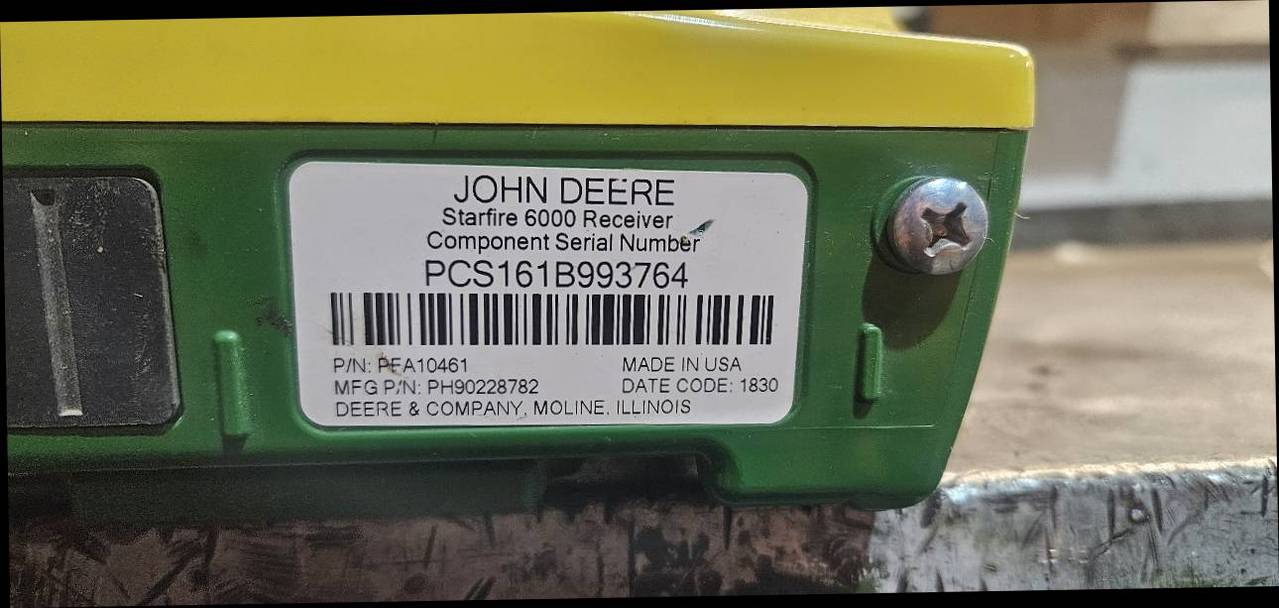 JOHN DEERE
Starfire 6000 Receiver
Component Serial Number
PCS161B993764
P/N: PFA10461
MFG P/N: PH90228782
MADE IN USA
DATE CODE: 1830
DEERE & COMPANY, MOLINE, ILLINOIS